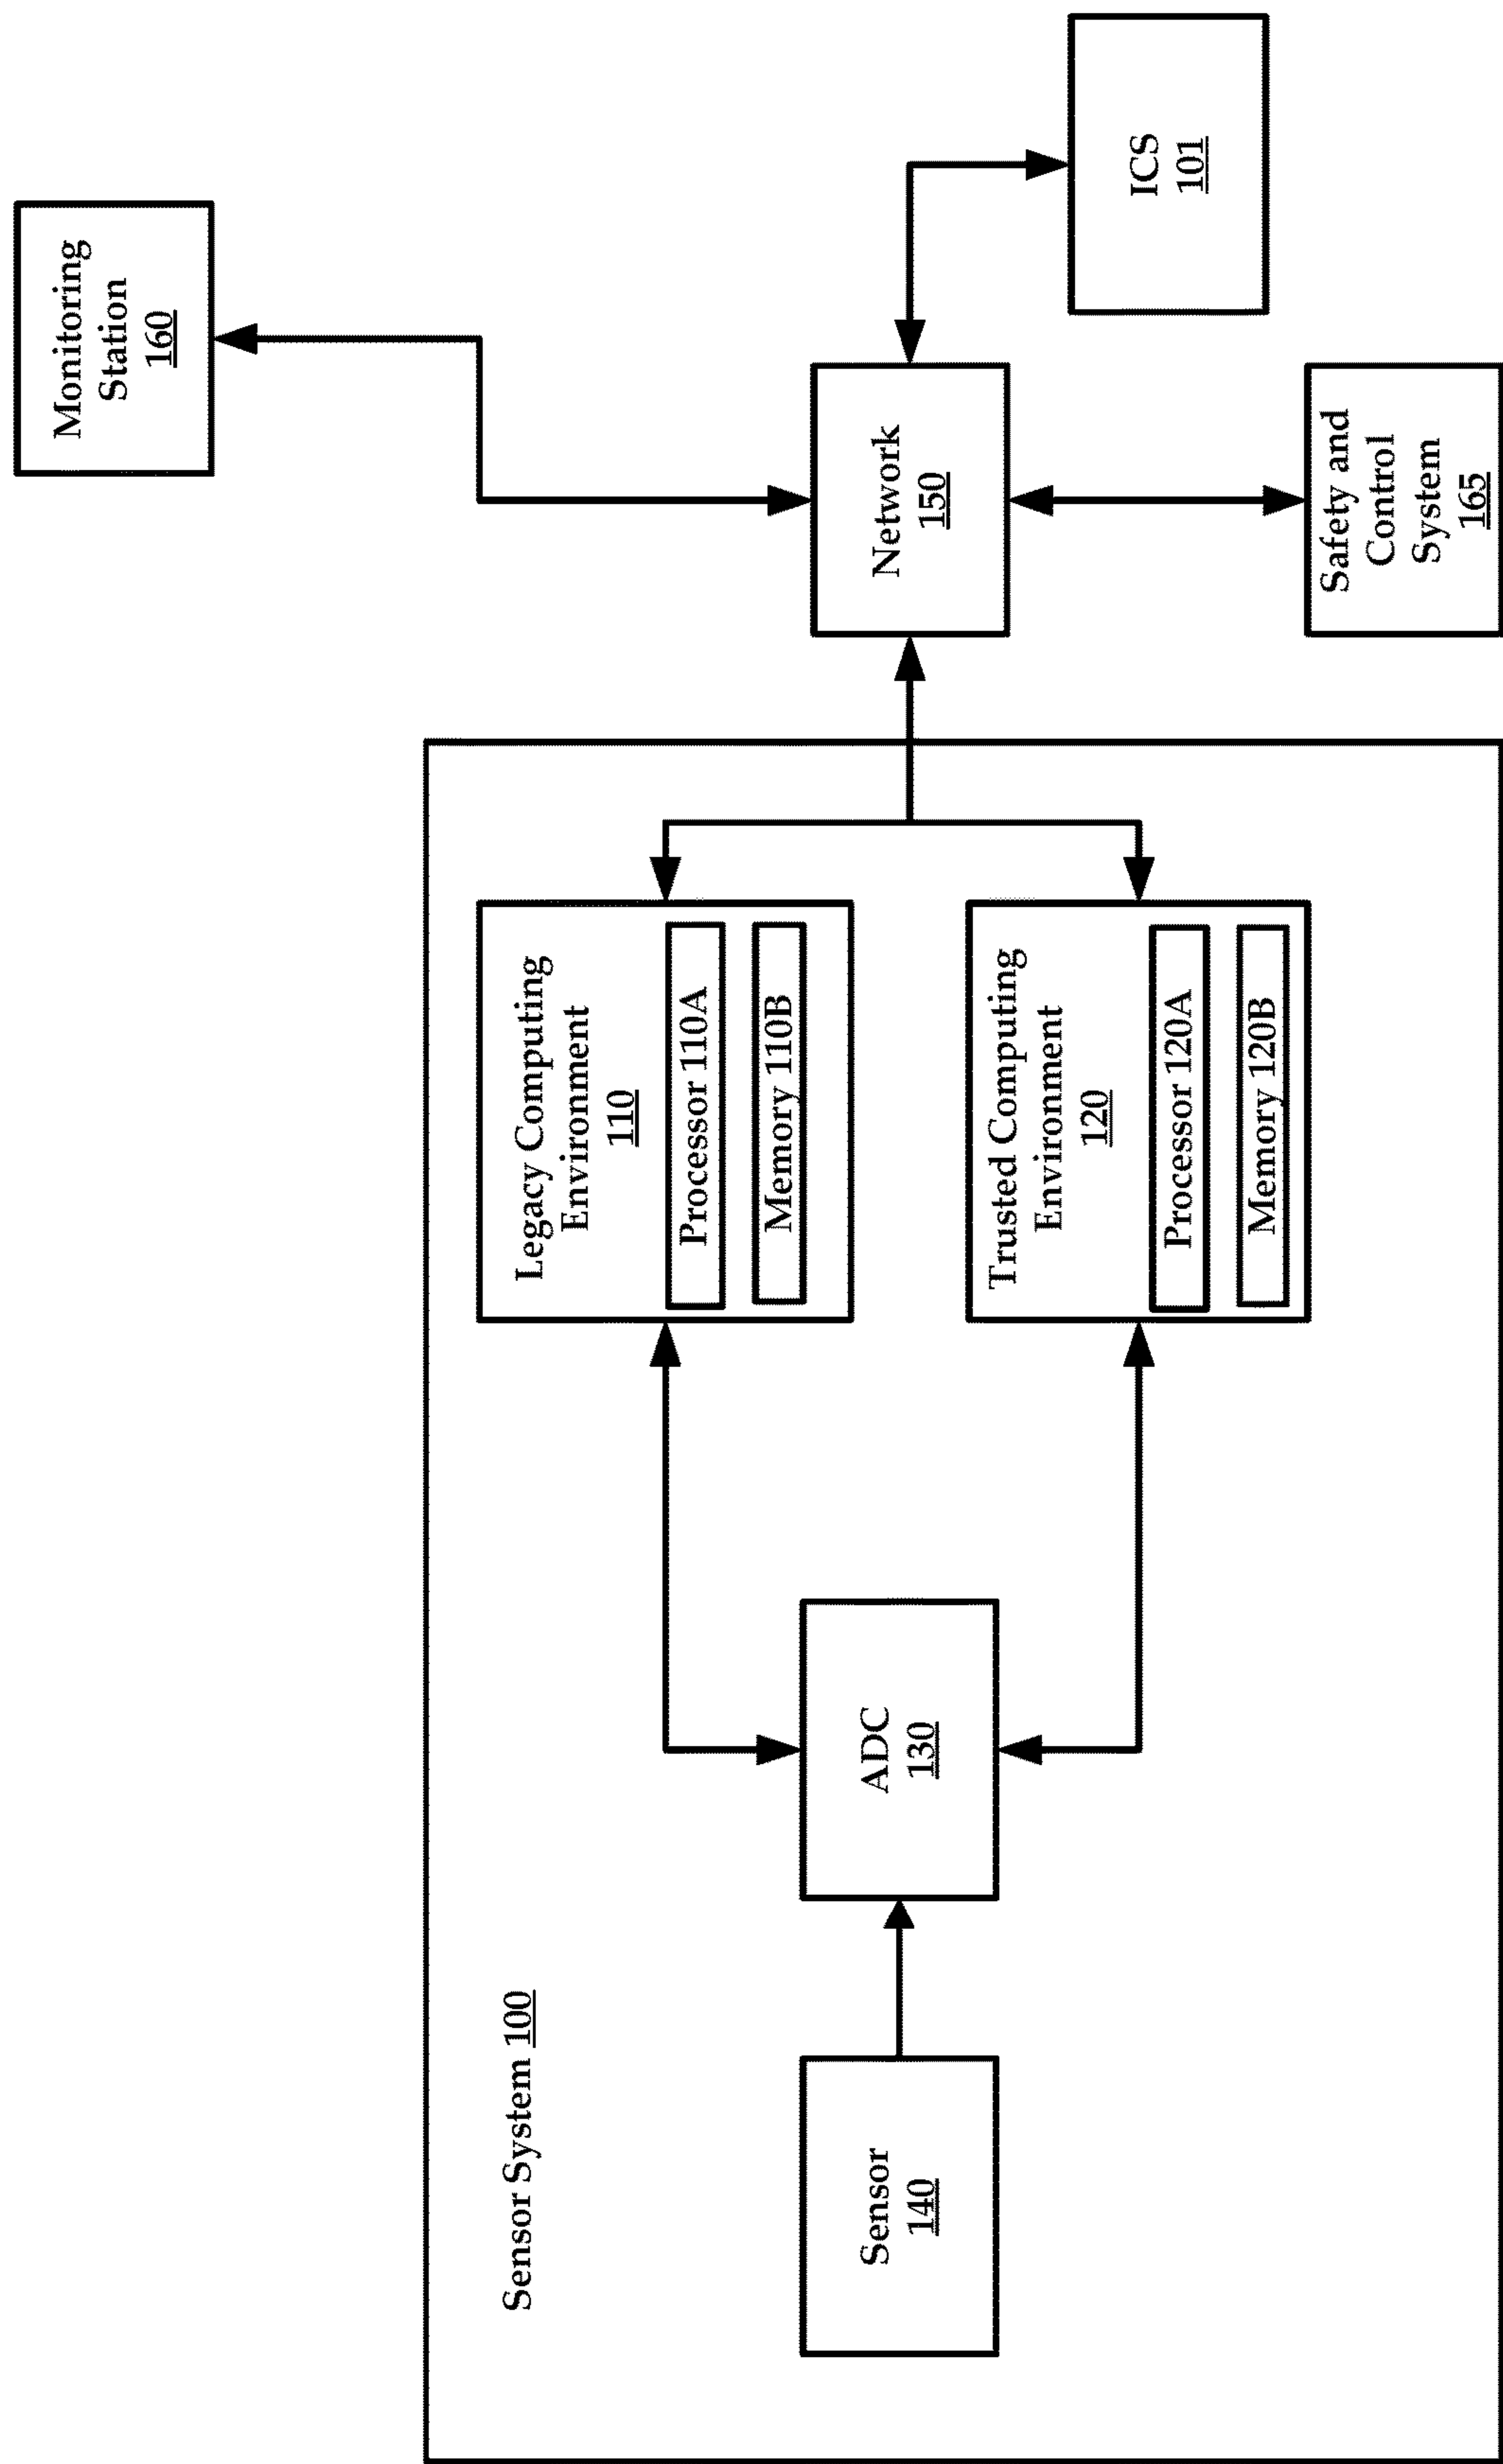 Sensor System 100
Sensor
140
ADC
130
Legacy Computing
Environment
110
Processor 110A
Memory 110B
Trusted Computing
Environment
120
Processor 120A
Memory 120B
Network
150
Monitoring
Station
160
Safety and
Control
System
165
ICS
101